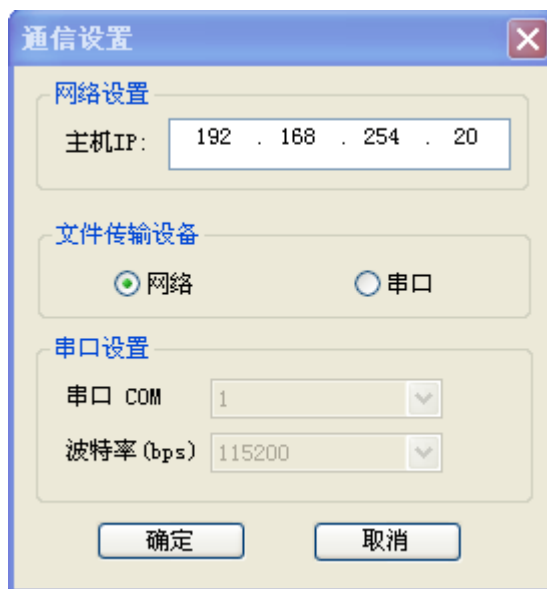 通信设置
网络设置
主机IP: 192 . 168 . 254 . 20
文件传输设备
网络 串口
串口设置
串口 COM 1
波特率(bps) 115200
确定 取消